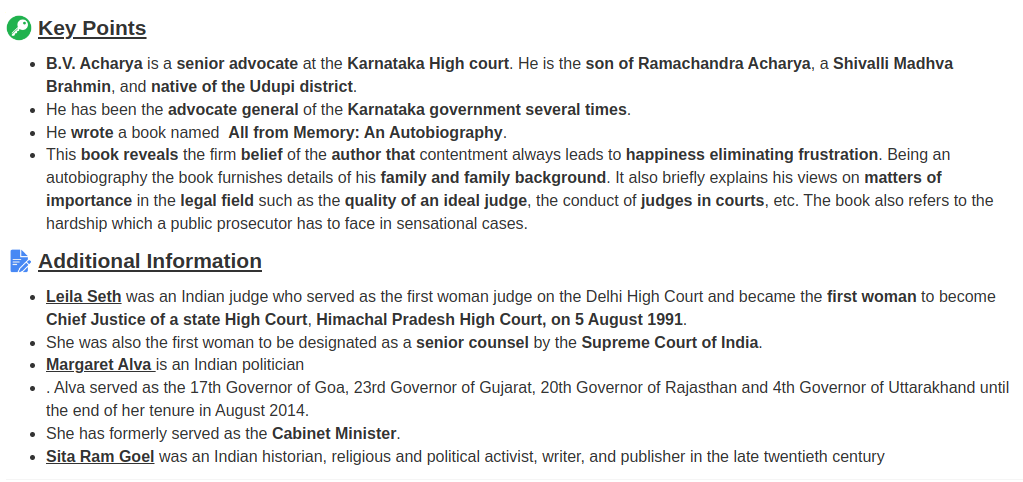 Key Points
• B.V. Acharya is a senior advocate at the Karnataka High court. He is the son of Ramachandra Acharya, a Shivalli Madhva
Brahmin, and native of the Udupi district.
• He has been the advocate general of the Karnataka government several times.
• He wrote a book named  All from Memory: An Autobiography.
• This book reveals the firm belief of the author that contentment always leads to happiness eliminating frustration. Being an
autobiography the book furnishes details of his family and family background. It also briefly explains his views on matters of
importance in the legal field such as the quality of an ideal judge, the conduct of judges in courts, etc. The book also refers to the
hardship which a public prosecutor has to face in sensational cases.
Additional Information
• Leila Seth was an Indian judge who served as the first woman judge on the Delhi High Court and became the first woman to become
Chief Justice of a state High Court, Himachal Pradesh High Court, on 5 August 1991.
• She was also the first woman to be designated as a senior counsel by the Supreme Court of India.
• Margaret Alva is an Indian politician
• . Alva served as the 17th Governor of Goa, 23rd Governor of Gujarat, 20th Governor of Rajasthan and 4th Governor of Uttarakhand until
the end of her tenure in August 2014.
• She has formerly served as the Cabinet Minister.
• Sita Ram Goel was an Indian historian, religious and political activist, writer, and publisher in the late twentieth century